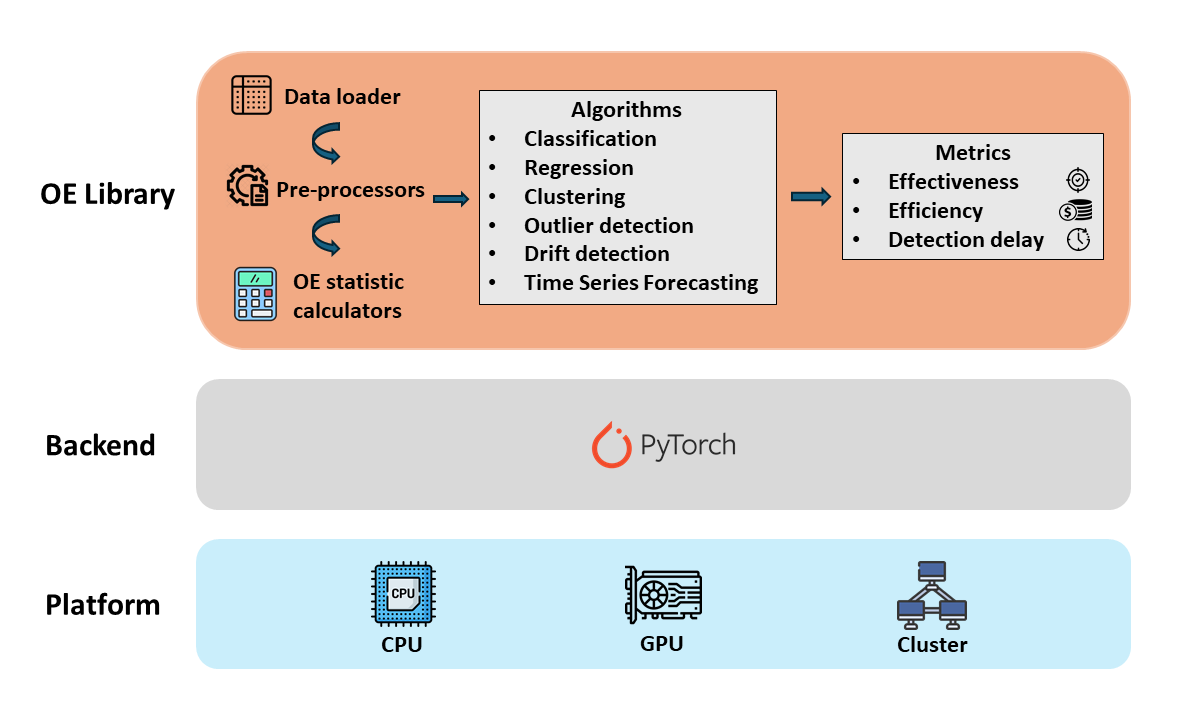 OE Library
Data loader
Pre-processors
OE statistic
calculators
Algorithms
• Classification
• Regression
• Clustering
• Outlier detection
• Drift detection
• Time Series Forecasting
Metrics
• Effectiveness
• Efficiency
$
• Detection delay
Backend
PyTorch
Platform
CPU
CPU
GPU
Cluster